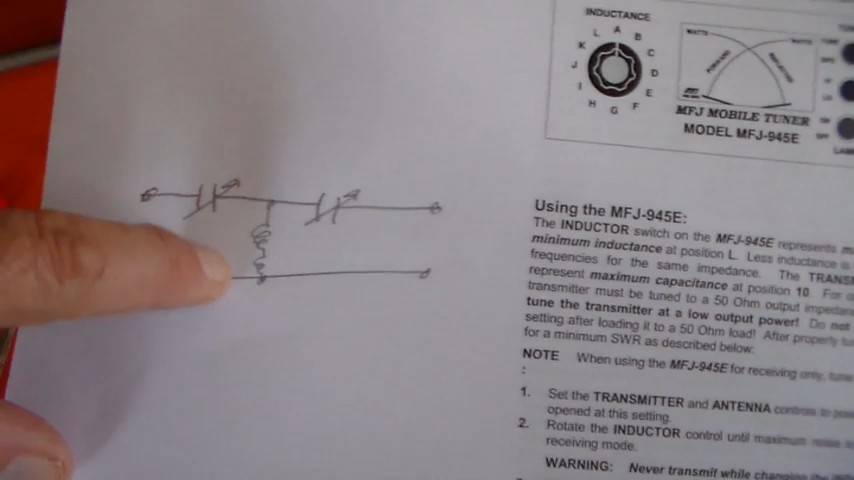 INDUCTANCE
A
L B
K C
J D
I E
H F
G
WATTS WATTS
FORWARD
REFLECTED
MFJ
MFJ MOBILE TUNER
MODEL MFJ-945E
Using the MFJ-945E:
The INDUCTOR switch on the MFJ-945E represents
minimum inductance at position L. Less inductance is
frequencies for the same impedance. The
represent maximum capacitance at position 10. For
transmitter must be tuned to a 50 Ohm output
tune the transmitter at a low output power! Do not
setting after loading it to a 50 Ohm load! After properly
for a minimum SWR as described below:
NOTE When using the MFJ-945E for receiving only,
:
1. Set the TRANSMITTER and ANTENNA controls to
opened at this setting.
2. Rotate the INDUCTOR control until maximum noise
receiving mode.
WARNING: Never transmit while changing the